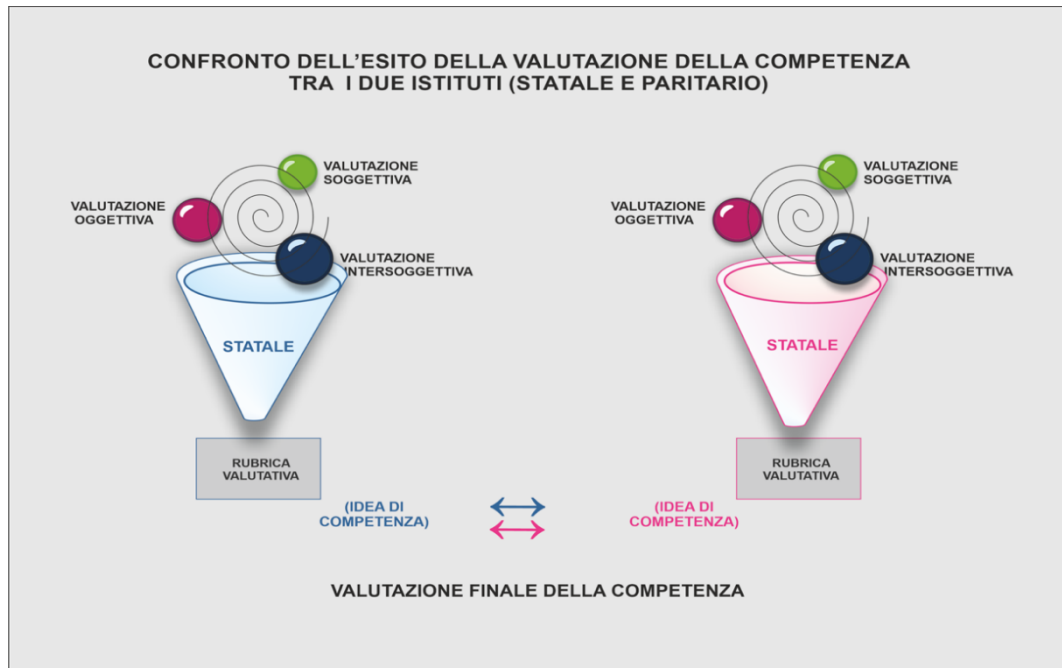 CONFRONTO DELL’ESITO DELLA VALUTAZIONE DELLA COMPETENZA
TRA I DUE ISTITUTI (STATALE E PARITARIO)
VALUTAZIONE
SOGGETTIVA
VALUTAZIONE
OGGETTIVA
VALUTAZIONE
INTERSOGGETTIVA
STATALE
RUBRICA
VALUTATIVA
(IDEA DI
COMPETENZA)
VALUTAZIONE
SOGGETTIVA
VALUTAZIONE
OGGETTIVA
VALUTAZIONE
INTERSOGGETTIVA
STATALE
RUBRICA
VALUTATIVA
(IDEA DI
COMPETENZA)
VALUTAZIONE FINALE DELLA COMPETENZA